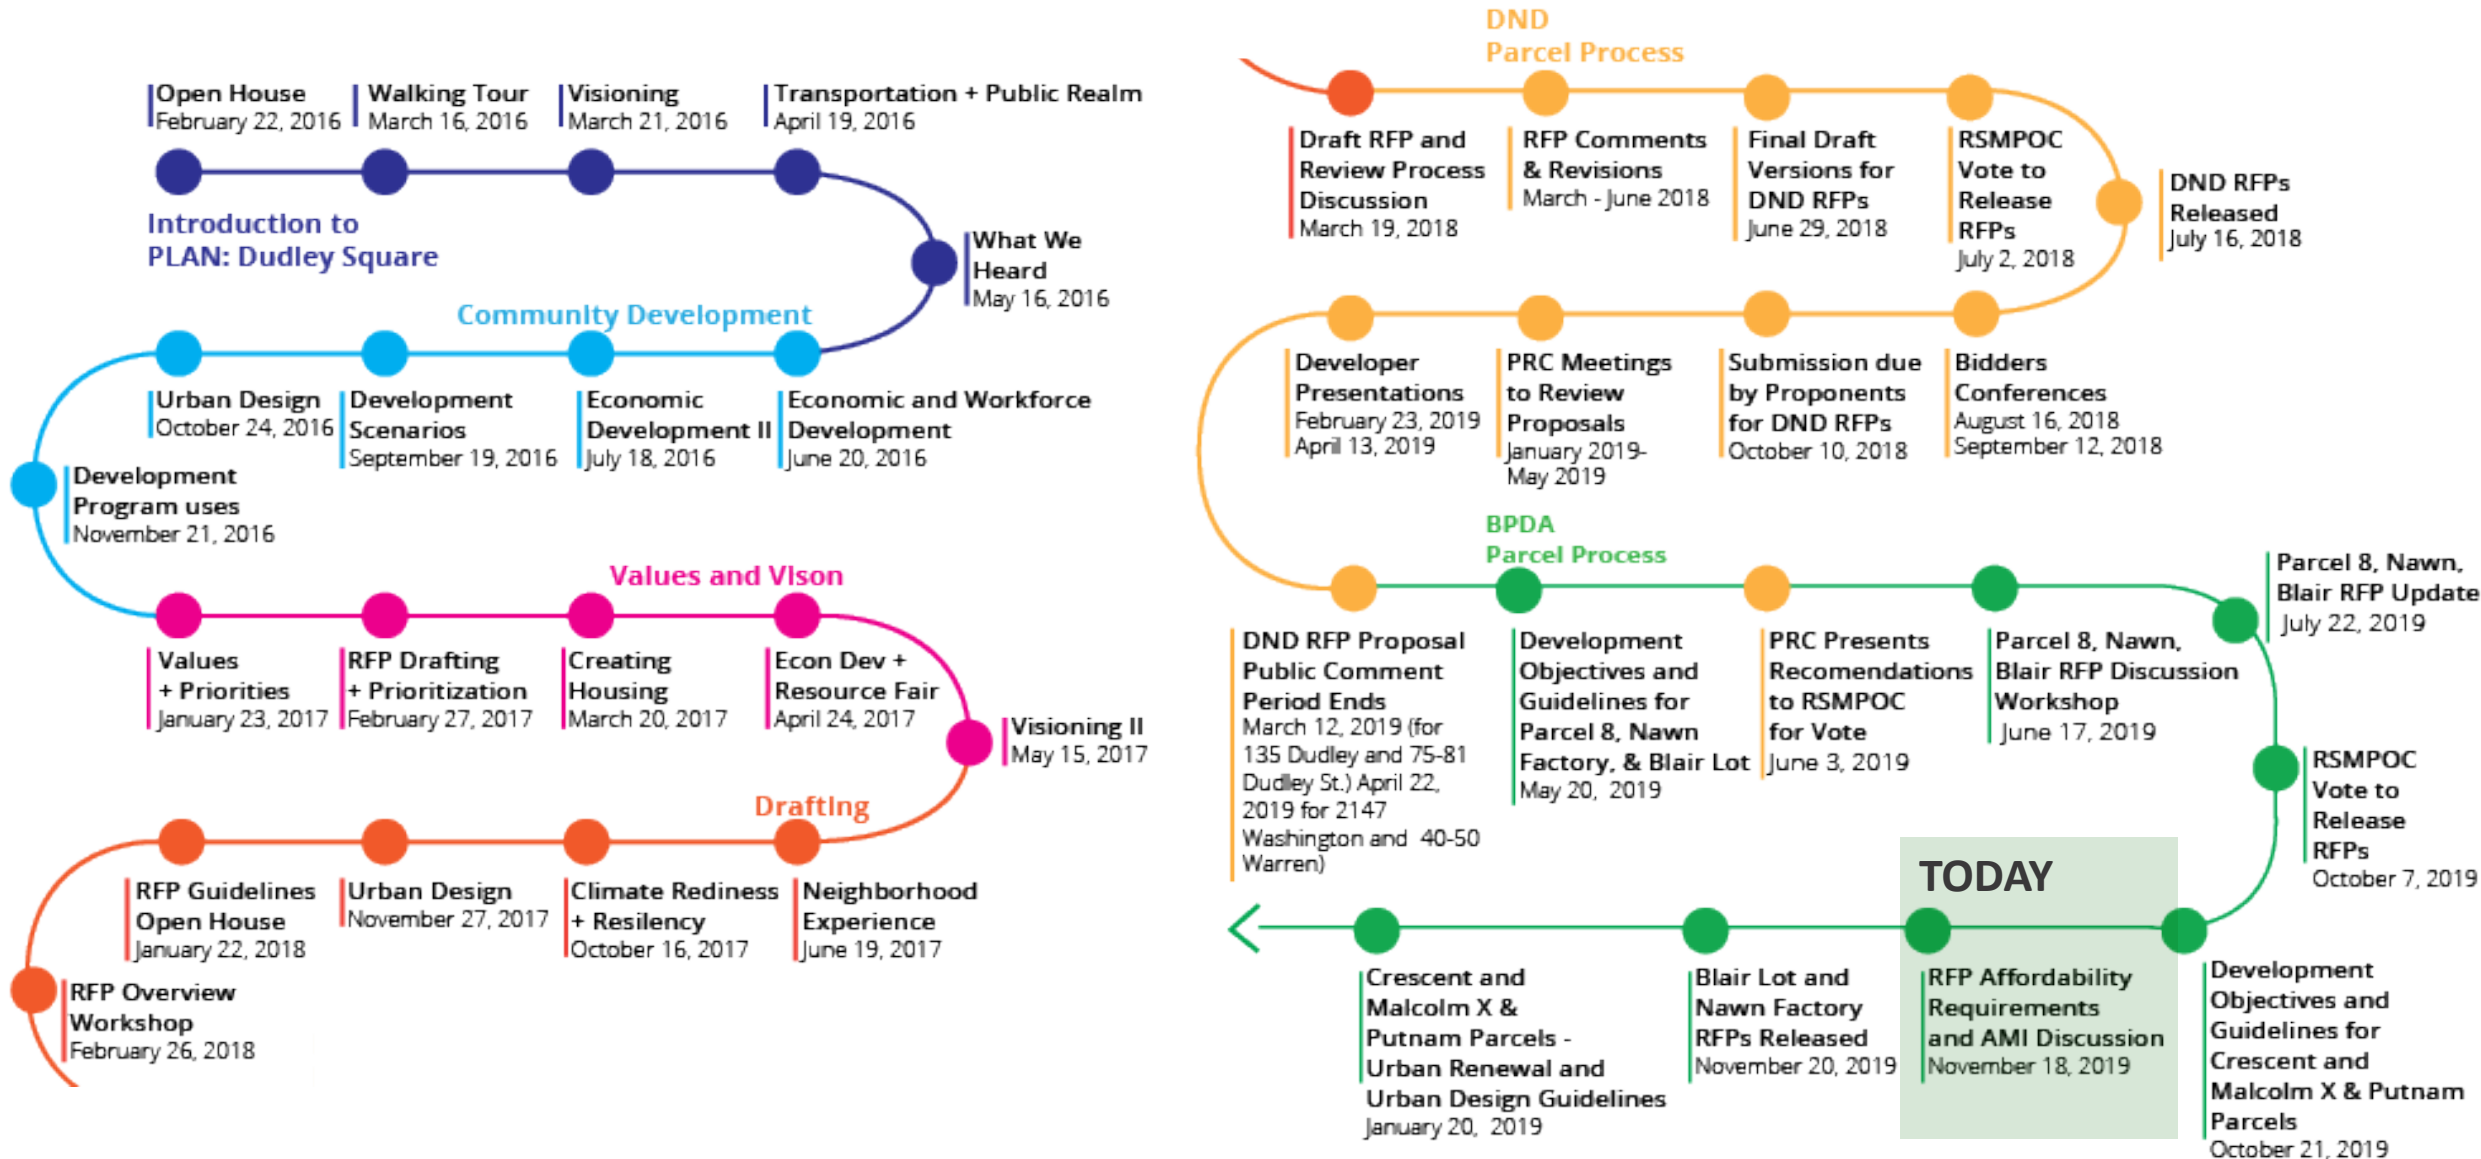 Open House
February 22, 2016
Walking Tour
March 16, 2016
Visioning
March 21, 2016
Transportation + Public Realm
April 19, 2016
Introduction to
PLAN: Dudley Square
What We
Heard
May 16, 2016
Community Development
Urban Design
October 24, 2016
Development
Scenarios
September 19, 2016
Economic
Development II
July 18, 2016
Economic and Workforce
Development
June 20, 2016
Development
Program uses
November 21, 2016
Values and VIson
Values
+ Priorities
January 23, 2017
RFP Drafting
+ Prioritization
February 27, 2017
Creating
Housing
March 20, 2017
Econ Dev +
Resource Fair
April 24, 2017
Visioning II
May 15, 2017
Drafting
RFP Guidelines
Open House
January 22, 2018
Urban Design
November 27, 2017
Climate Rediness
+ Resilency
October 16, 2017
Neighborhood
Experience
June 19, 2017
RFP Overview
Workshop
February 26, 2018
DND
Parcel Process
Draft RFP and
Review Process
Discussion
March 19, 2018
RFP Comments
& Revisions
March - June 2018
Final Draft
Versions for
DND RFPs
June 29, 2018
RSMPOC
Vote to
Release
RFPs
July 2, 2018
DND RFPs
Released
July 16, 2018
Developer
Presentations
February 23, 2019
April 13, 2019
PRC Meetings
to Review
Proposals
January 2019-
May 2019
Submission due
by Proponents
for DND RFPs
October 10, 2018
Bidders
Conferences
August 16, 2018
September 12, 2018
BPDA
Parcel Process
DND RFP Proposal
Public Comment
Period Ends
March 12, 2019 (for
135 Dudley and 75-81
Dudley St.) April 22,
2019 for 2147
Washington and 40-50
Warren)
Development
Objectives and
Guidelines for
Parcel 8, Nawn
Factory, & Blair Lot
May 20, 2019
PRC Presents
Recomendations
to RSMPOC
for Vote
June 3, 2019
Parcel 8, Nawn,
Blair RFP Discussion
Workshop
June 17, 2019
Parcel 8, Nawn,
Blair RFP Update
July 22, 2019
RSMPOC
Vote to
Release
RFPs
October 7, 2019
TODAY
Crescent and
Malcolm X &
Putnam Parcels -
Urban Renewal and
Urban Design Guidelines
January 20, 2019
Blair Lot and
Nawn Factory
RFPs Released
November 20, 2019
RFP Affordability
Requirements
and AMI Discussion
November 18, 2019
Development
Objectives and
Guidelines for
Crescent and
Malcolm X & Putnam
Parcels
October 21, 2019